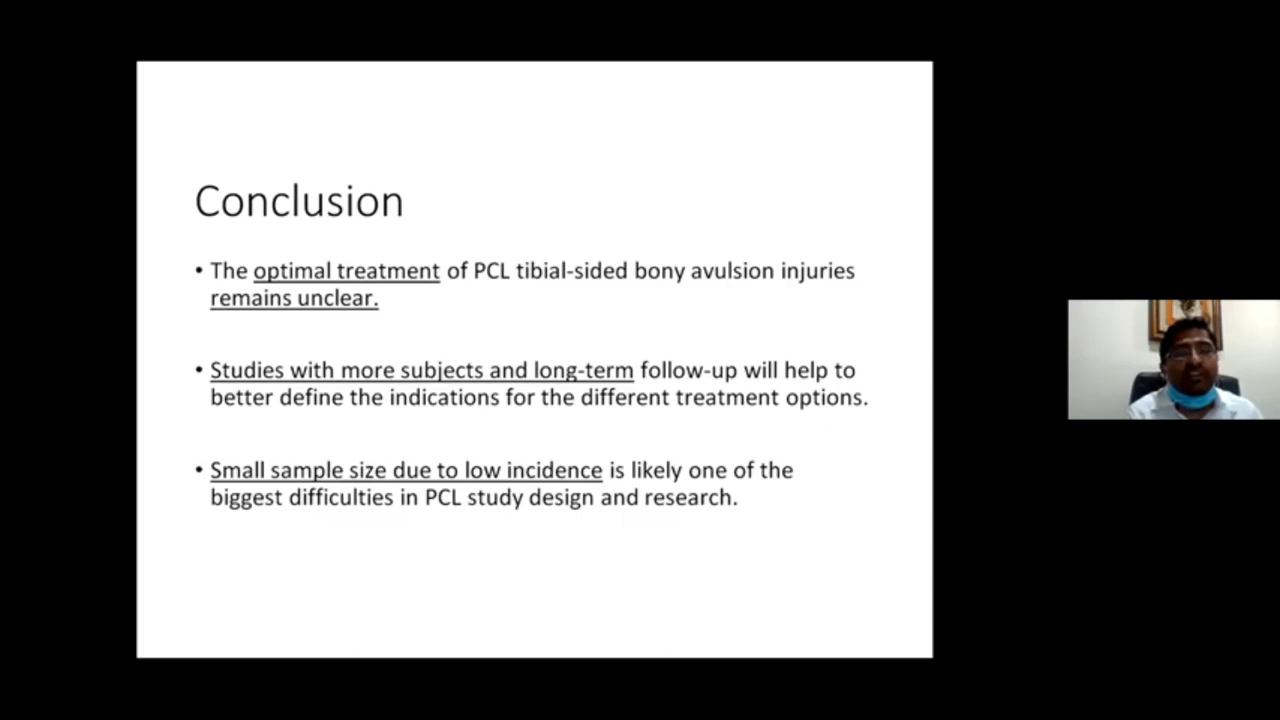 Conclusion
• The optimal treatment of PCL tibial-sided bony avulsion injuries
remains unclear.
• Studies with more subjects and long-term follow-up will help to
better define the indications for the different treatment options.
• Small sample size due to low incidence is likely one of the
biggest difficulties in PCL study design and research.